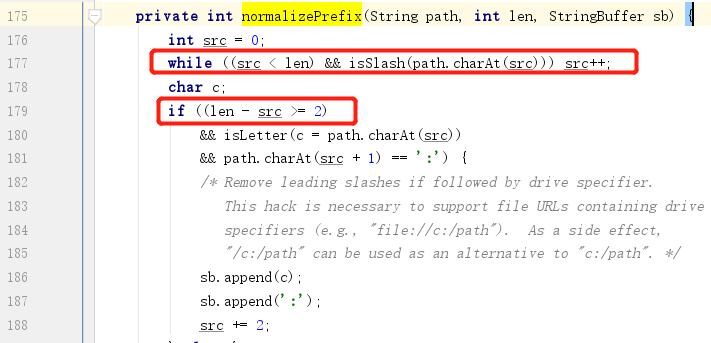 175 private int normalizePrefix(String path, int len, StringBuffer sb) {
176 int src = 0;
177 while ((src < len) && isSlash(path.charAt(src))) src++;
178 char c;
179 if ((len - src >= 2)
180 && isLetter(c = path.charAt(src))
181 && path.charAt(src + 1) == ':') {
182 /* Remove leading slashes if followed by drive specifier.
183 This hack is necessary to support file URLs containing drive
184 specifiers (e.g., "file://c:/path"). As a side effect,
185 "/c:/path" can be used as an alternative to "c:/path". */
186 sb.append(c);
187 sb.append(':');
188 src += 2;